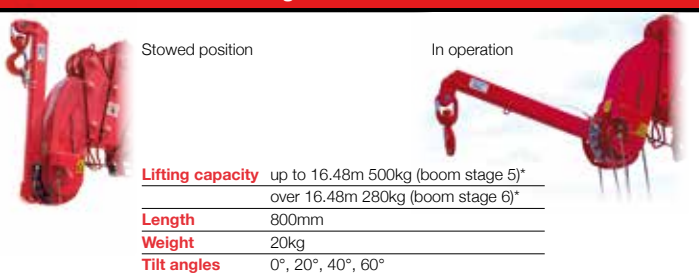 Stowed position
In operation
Lifting capacity up to 16.48m 500kg (boom stage 5)*
over 16.48m 280kg (boom stage 6)*
Length 800mm
Weight 20kg
Tilt angles 0°, 20°, 40°, 60°